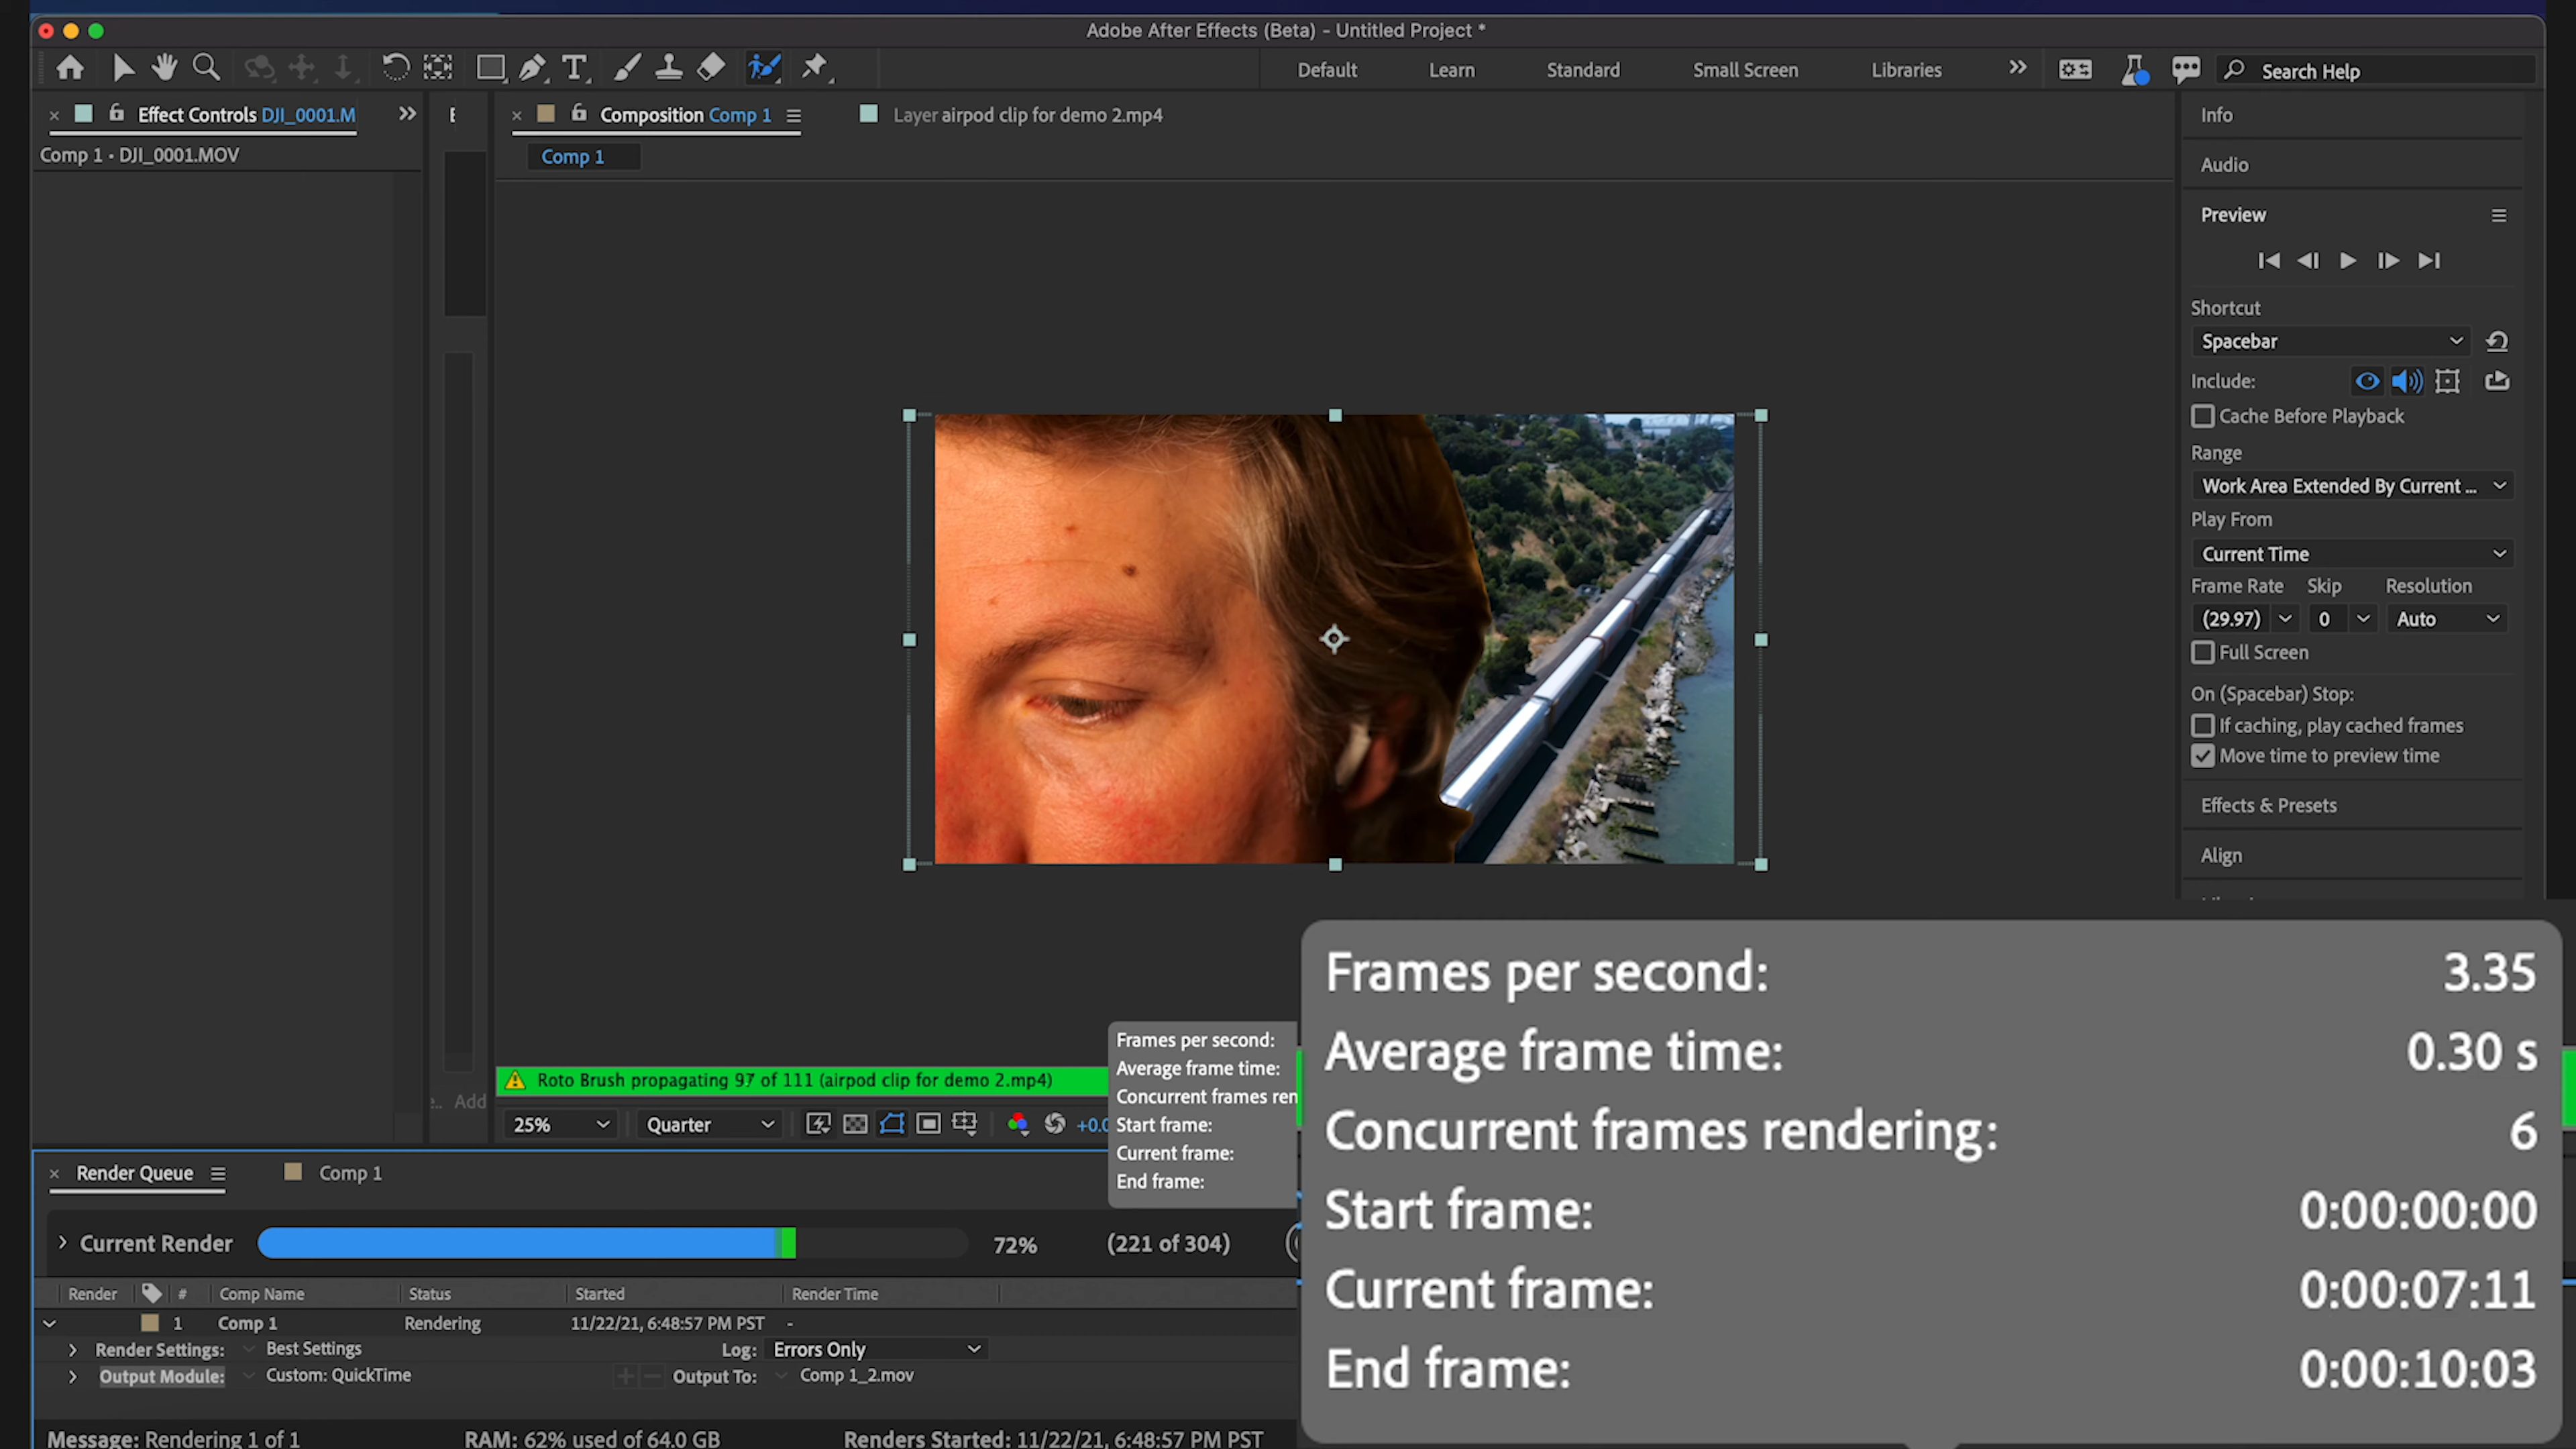 Adobe After Effects (Beta) - Untitled Project *
Default Learn Standard Small Screen Libraries Search Help
Effect Controls DJI_0001.M
Composition Comp 1
Layer airpod clip for demo 2.mp4
Comp 1 • DJI_0001.MOV
Comp 1
Info
Audio
Preview
Shortcut
Spacebar
Include:
Cache Before Playback
Range
Work Area Extended By Current ...
Play From
Current Time
Frame Rate Skip Resolution
(29.97) 0 Auto
Full Screen
On (Spacebar) Stop:
If caching, play cached frames
Move time to preview time
Effects & Presets
Align
Frames per second: 3.35
Average frame time: 0.30 s
Concurrent frames rendering: 6
Start frame: 0:00:00:00
Current frame: 0:00:07:11
End frame: 0:00:10:03
Frames per second:
Average frame time:
Concurrent frames ren
Start frame:
Current frame:
End frame:
Roto Brush propagating 97 of 111 (airpod clip for demo 2.mp4)
.. Add
25% Quarter +0.0
Render Queue Comp 1
Current Render 72% (221 of 304)
Render # Comp Name Status Started Render Time
1 Comp 1 Rendering 11/22/21, 6:48:57 PM PST -
Render Settings: Best Settings Log: Errors Only
Output Module: Custom: QuickTime + − Output To: Comp 1_2.mov
Message: Rendering 1 of 1 RAM: 62% used of 64.0 GB Renders Started: 11/22/21, 6:48:57 PM PST